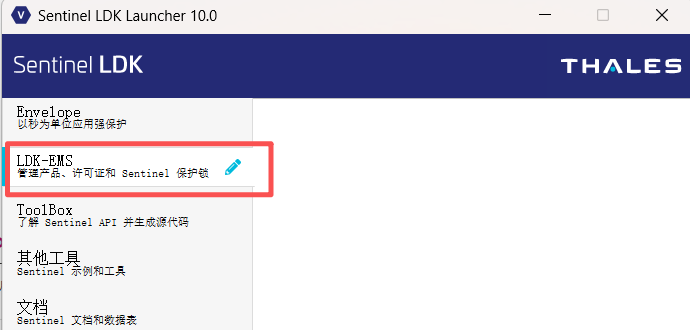 V Sentinel LDK Launcher 10.0
Sentinel LDK
THALES
Envelope
以秒为单位应用强保护
LDK-EMS
管理产品、许可证和 Sentinel 保护锁
ToolBox
了解 Sentinel API 并生成源代码
其他工具
Sentinel 示例和工具
文档
Sentinel 文档和数据表